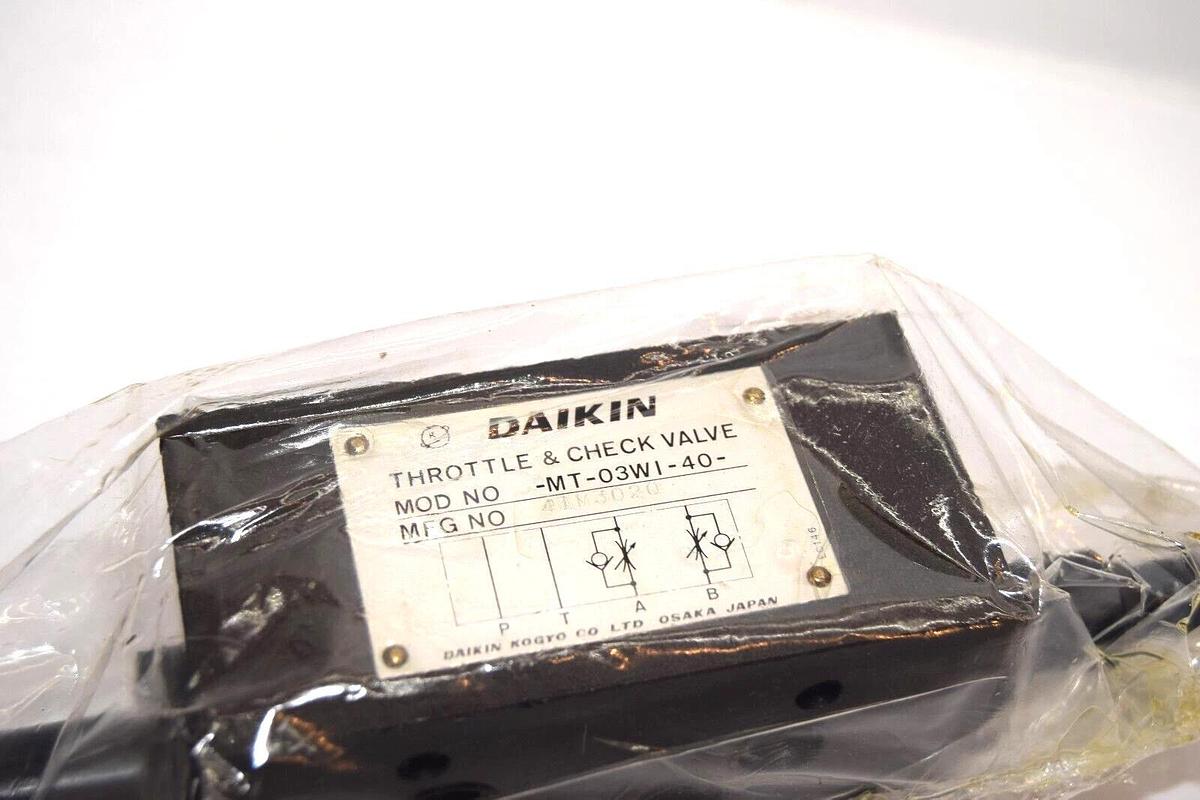 DAIKIN
THROTTLE & CHECK VALVE
MOD NO -MT-03WI-40-
MFG NO
P T A B
DAIKIN KOGYO CO LTD OSAKA JAPAN